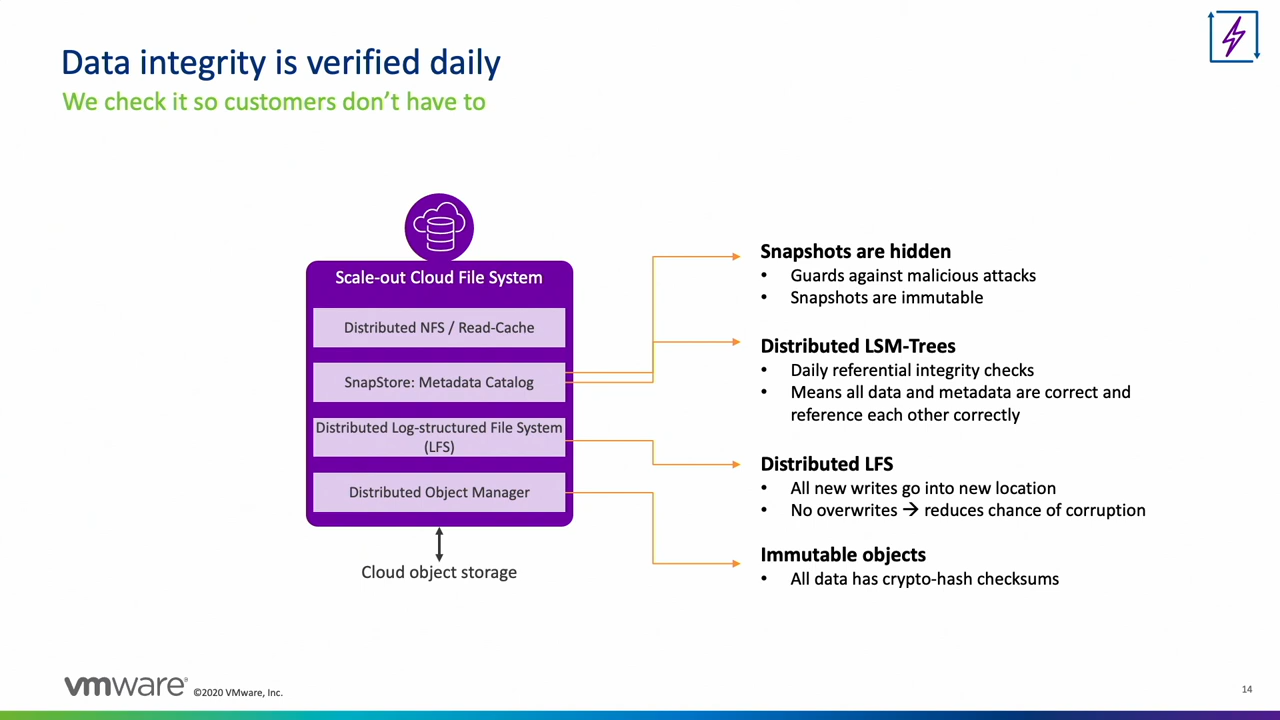 Data integrity is verified daily
We check it so customers don’t have to
Scale-out Cloud File System
Distributed NFS / Read-Cache
SnapStore: Metadata Catalog
Distributed Log-structured File System
(LFS)
Distributed Object Manager
Cloud object storage
Snapshots are hidden
• Guards against malicious attacks
• Snapshots are immutable
Distributed LSM-Trees
• Daily referential integrity checks
• Means all data and metadata are correct and
reference each other correctly
Distributed LFS
• All new writes go into new location
• No overwrites → reduces chance of corruption
Immutable objects
• All data has crypto-hash checksums
vmware®
©2020 VMware, Inc.
14